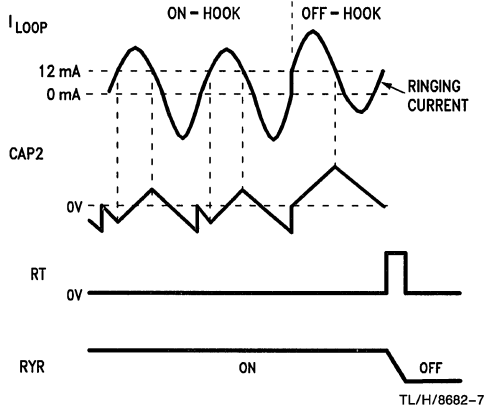 ON-HOOK OFF-HOOK
I LOOP
12 mA
0 mA
RINGING
CURRENT
CAP2
0V
RT
0V
RYR
ON
OFF
TL/H/8682-7